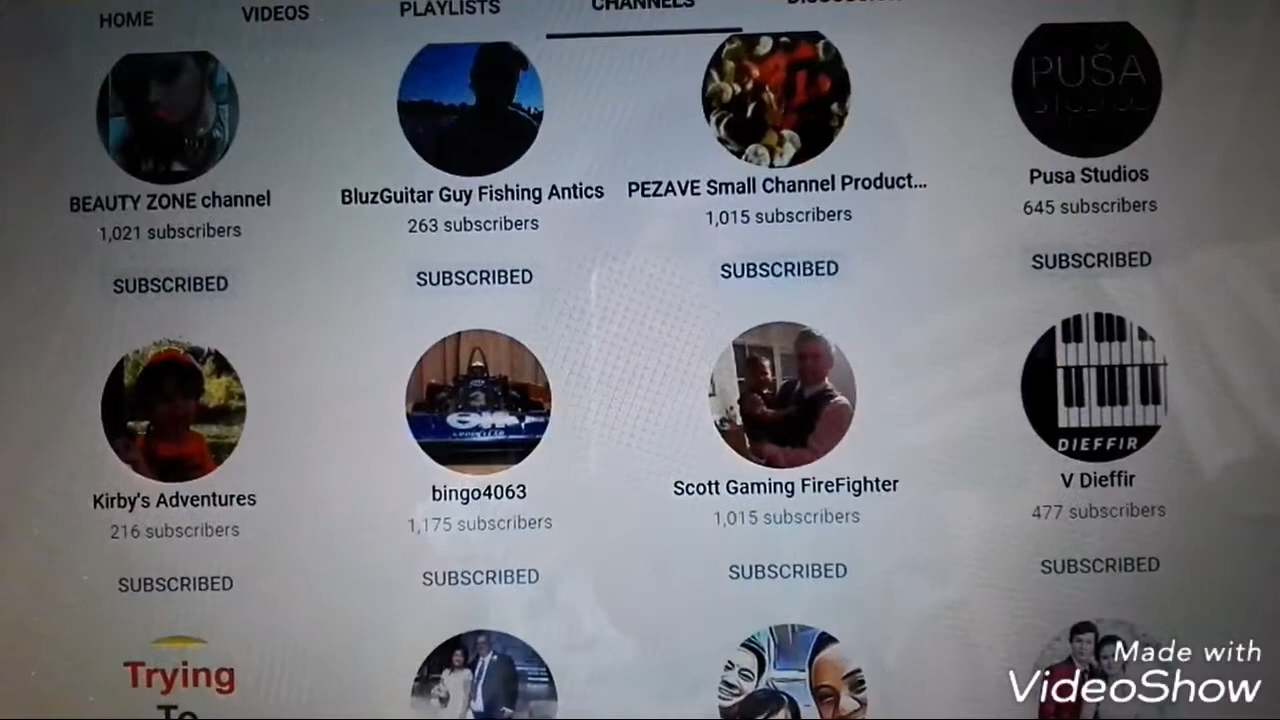 HOME VIDEOS PLAYLISTS CHANNELS
PUŠA
BEAUTY ZONE channel
1,021 subscribers
SUBSCRIBED
BluzGuitar Guy Fishing Antics
263 subscribers
SUBSCRIBED
PEZAVE Small Channel Product...
1,015 subscribers
SUBSCRIBED
Pusa Studios
645 subscribers
SUBSCRIBED
DIEFFIR
Kirby's Adventures
216 subscribers
SUBSCRIBED
bingo4063
1,175 subscribers
SUBSCRIBED
Scott Gaming FireFighter
1,015 subscribers
SUBSCRIBED
V Dieffir
477 subscribers
SUBSCRIBED
Trying
To
Made with
VideoShow